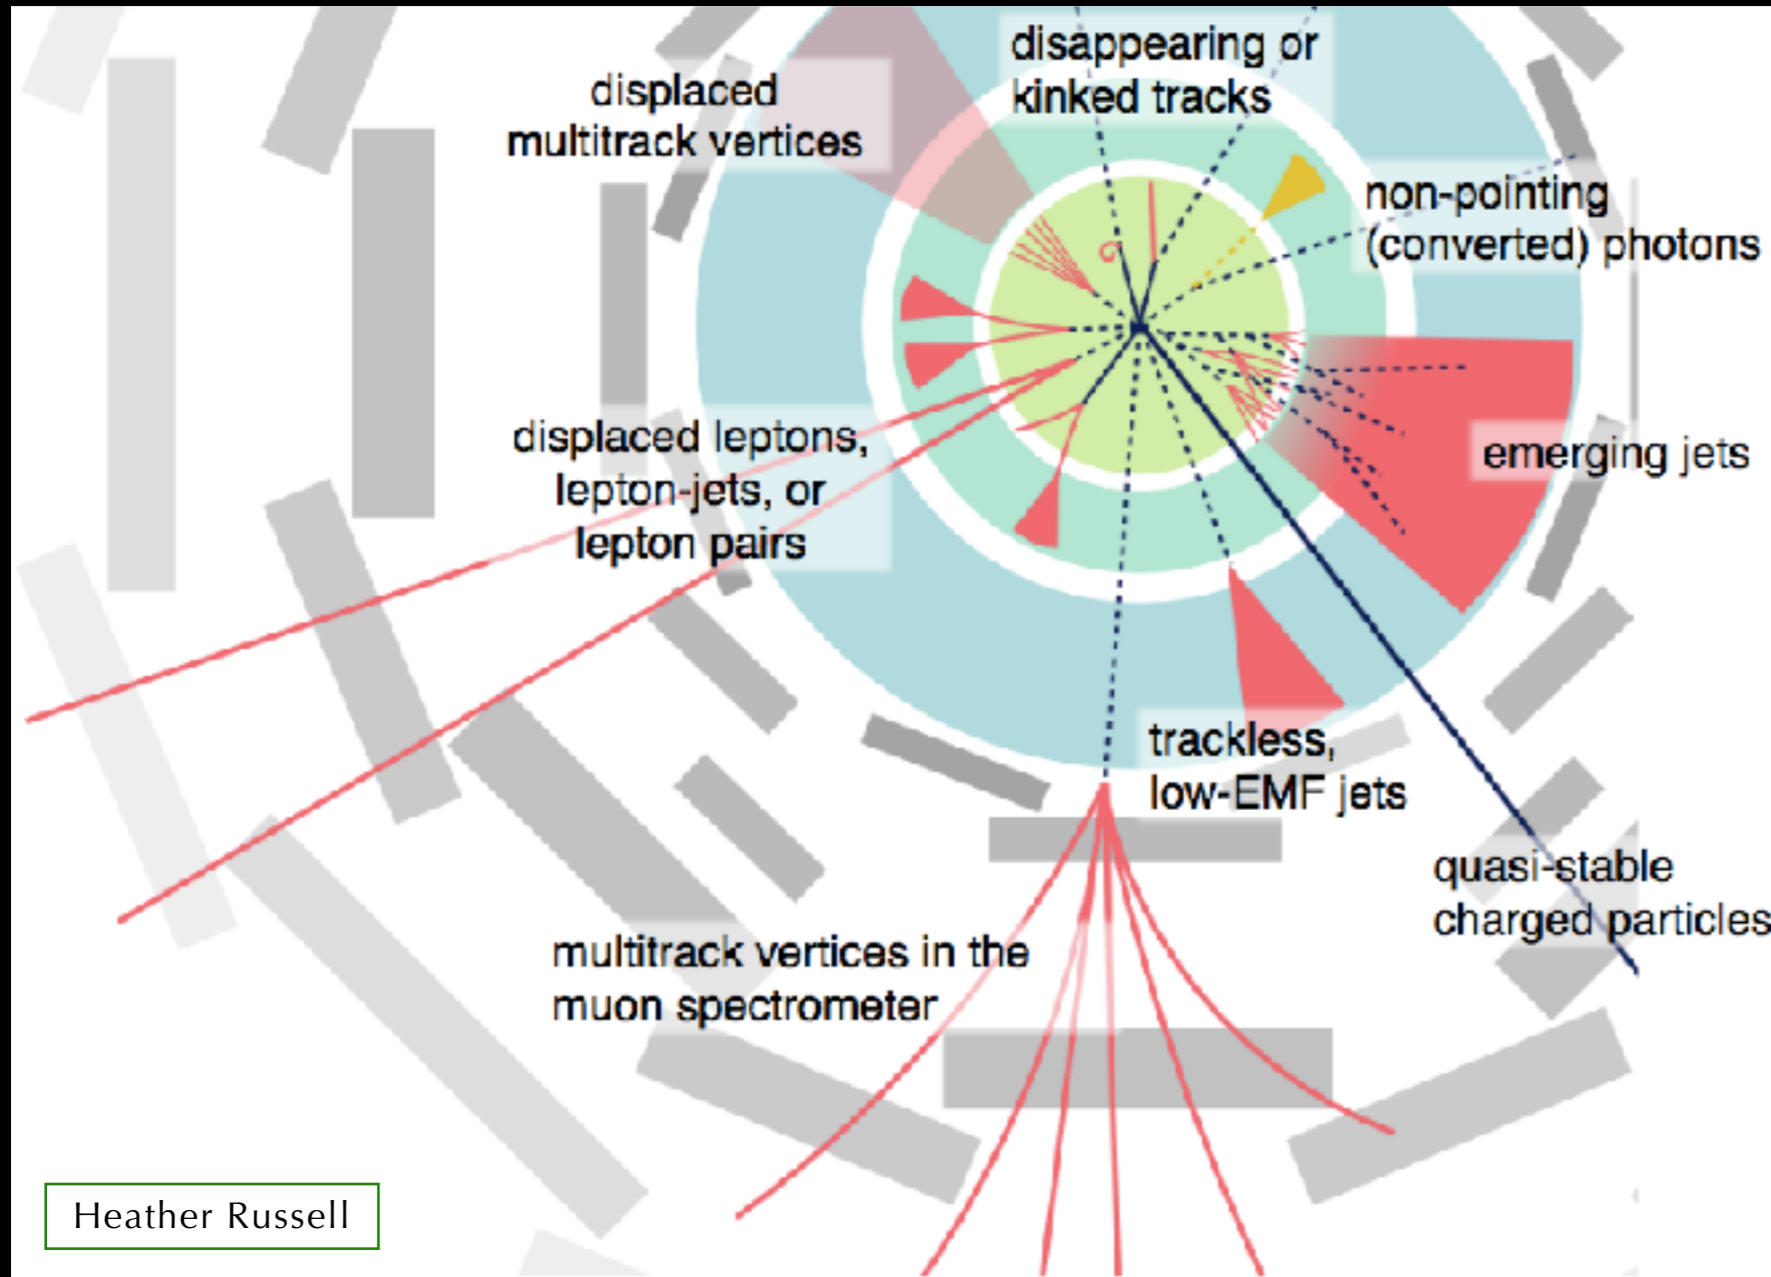 disappearing or
kinked tracks
displaced
multitrack vertices
non-pointing
(converted) photons
displaced leptons,
lepton-jets, or
lepton pairs
emerging jets
trackless,
low-EMF jets
quasi-stable
charged particles
multitrack vertices in the
muon spectrometer
Heather Russell